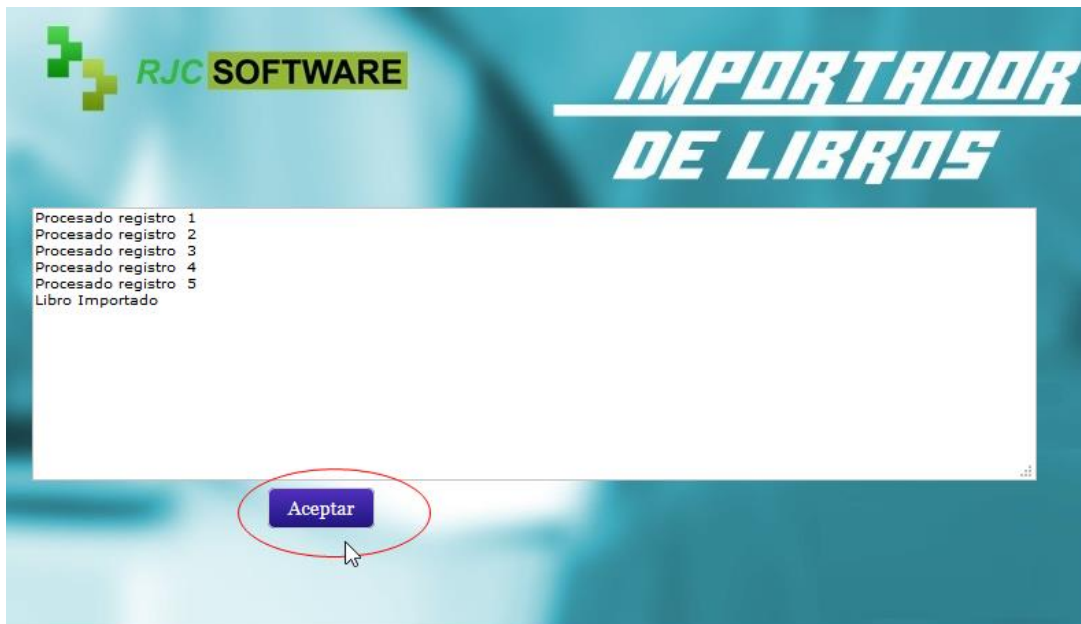 RJC SOFTWARE
IMPORTADOR
DE LIBROS
Procesado registro 1
Procesado registro 2
Procesado registro 3
Procesado registro 4
Procesado registro 5
Libro Importado
Aceptar